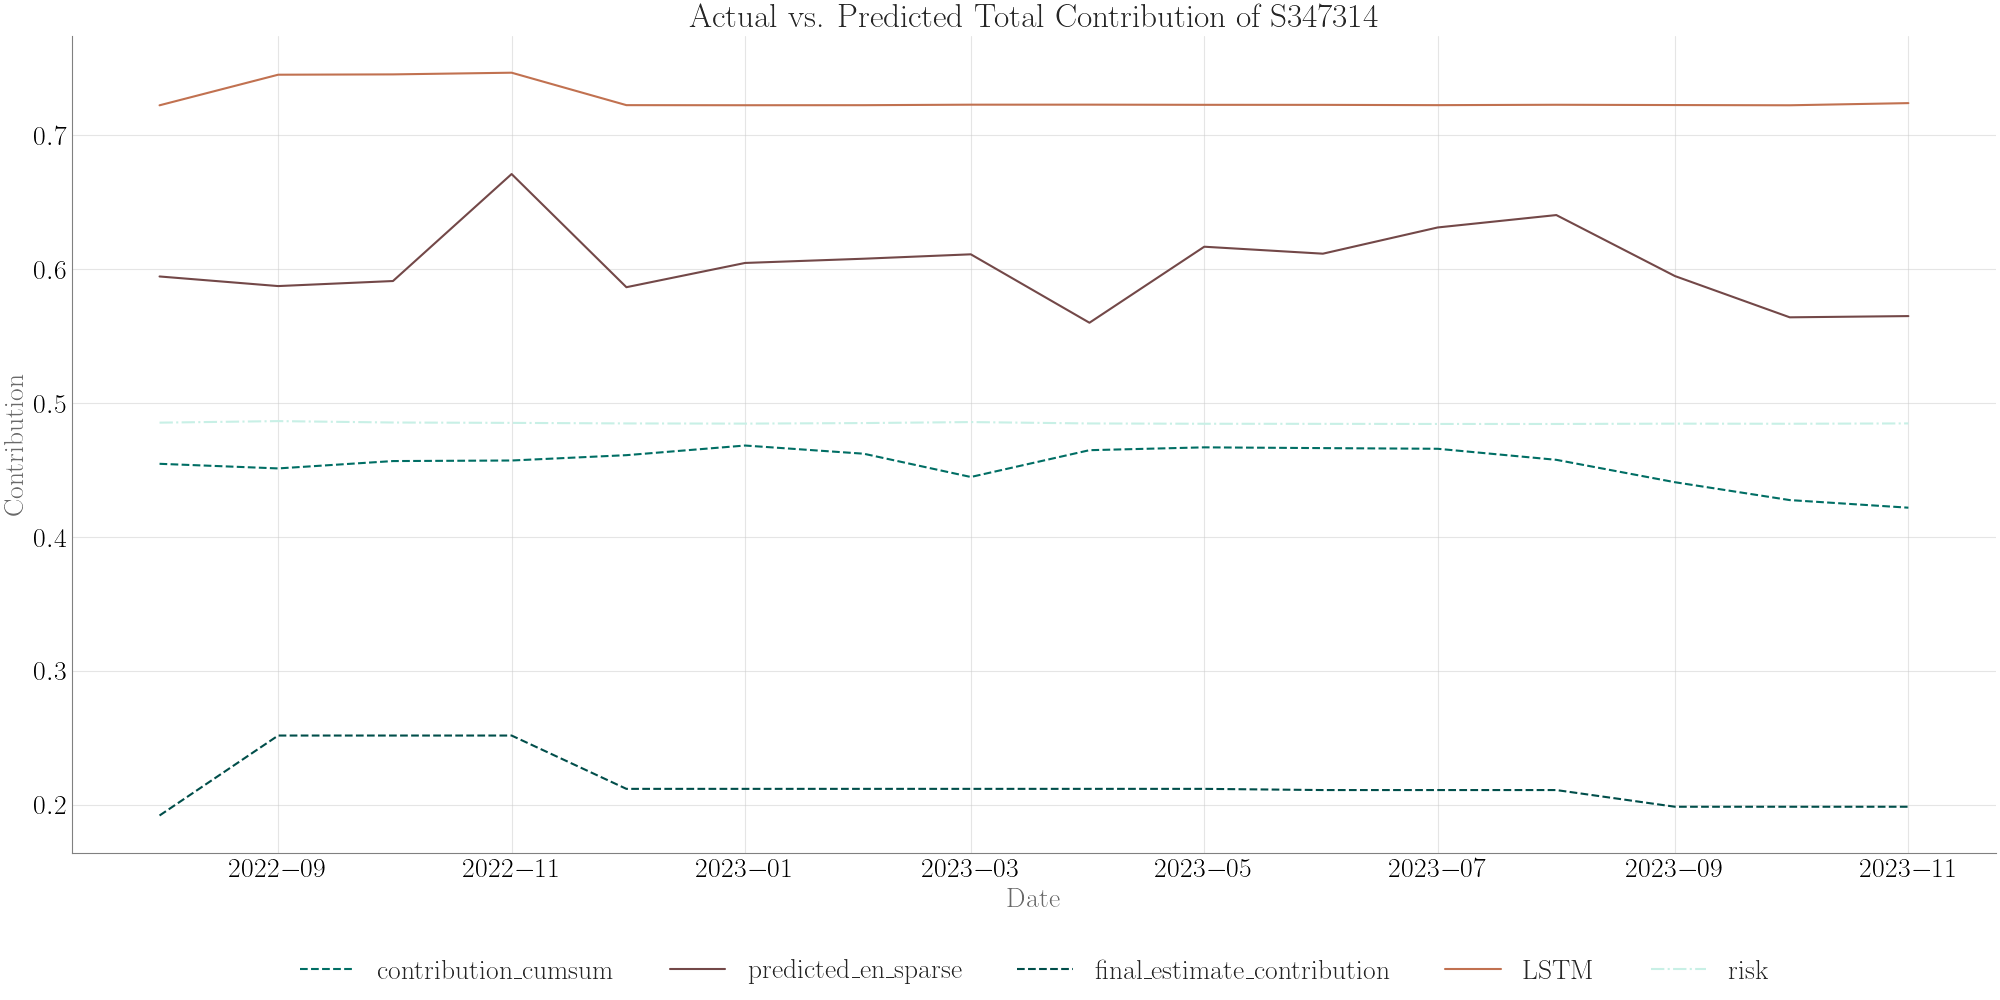 Actual vs. Predicted Total Contribution of S347314
Contribution
0.7
0.6
0.5
0.4
0.3
0.2
2022−09 2022−11 2023−01 2023−03 2023−05 2023−07 2023−09 2023−11
Date
contribution_cumsum predicted_en_sparse final_estimate_contribution LSTM risk